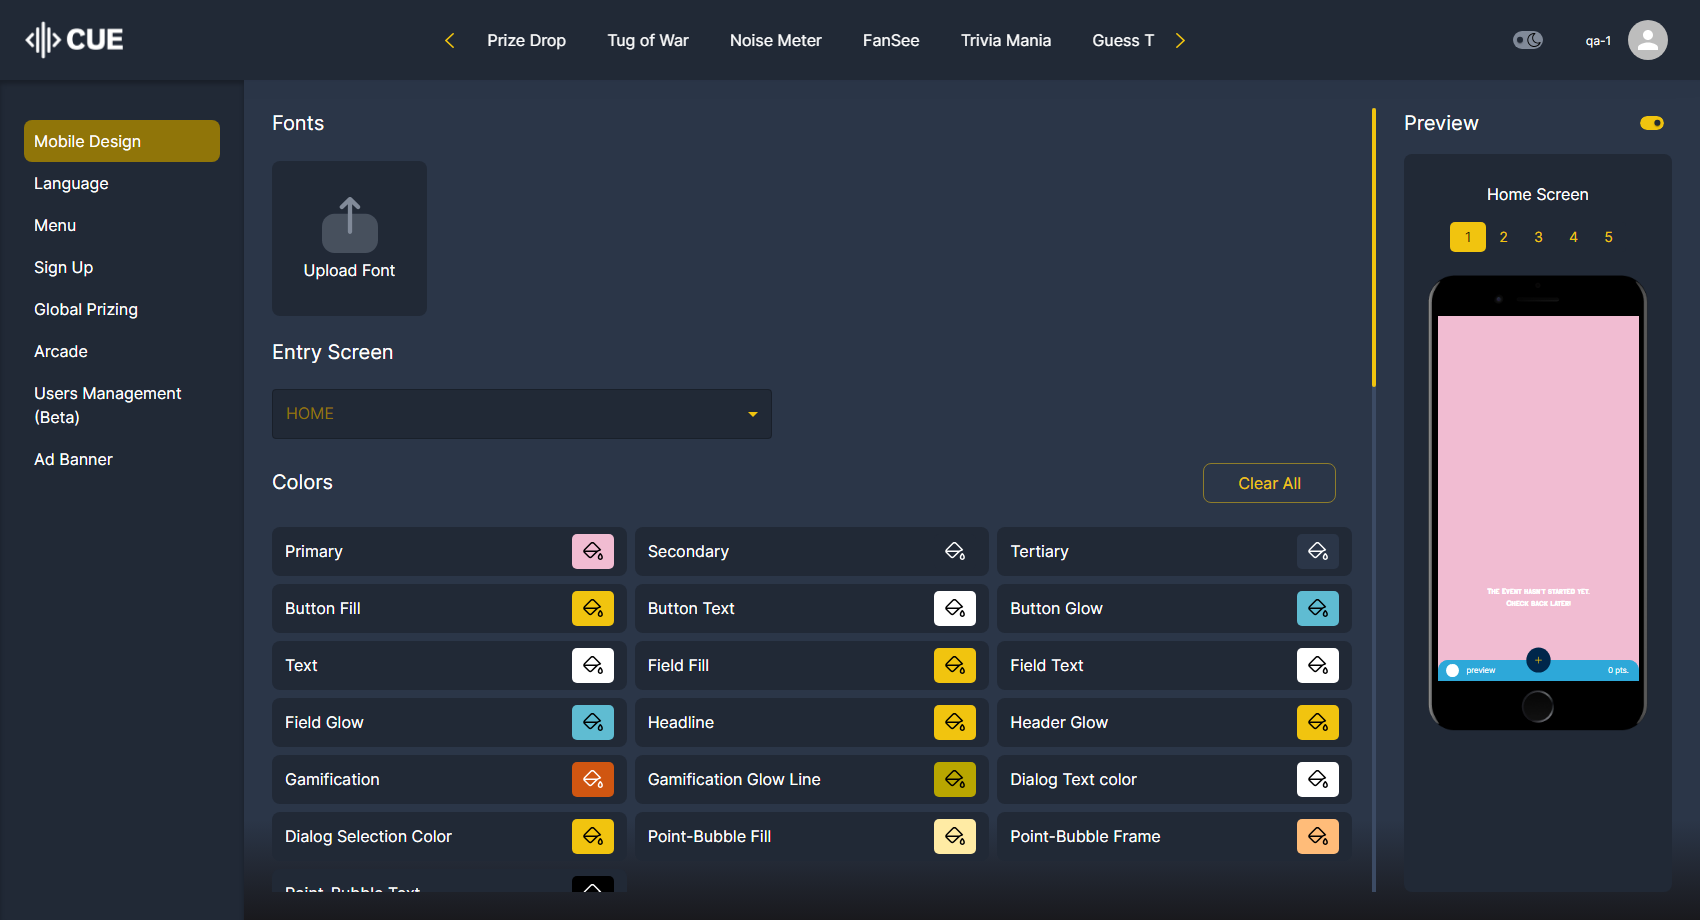 CUE
Prize Drop
Tug of War
Noise Meter
FanSee
Trivia Mania
Guess T
qa-1
Mobile Design
Language
Menu
Sign Up
Global Prizing
Arcade
Users Management
(Beta)
Ad Banner
Fonts
Upload Font
Entry Screen
HOME
Colors
Clear All
Primary
Secondary
Tertiary
Button Fill
Button Text
Button Glow
Text
Field Fill
Field Text
Field Glow
Headline
Header Glow
Gamification
Gamification Glow Line
Dialog Text color
Dialog Selection Color
Point-Bubble Fill
Point-Bubble Frame
Point-Bubble Text
Preview
Home Screen
1 2 3 4 5
The Event hasn't started yet.
Check back later!
preview
+
0 pts.